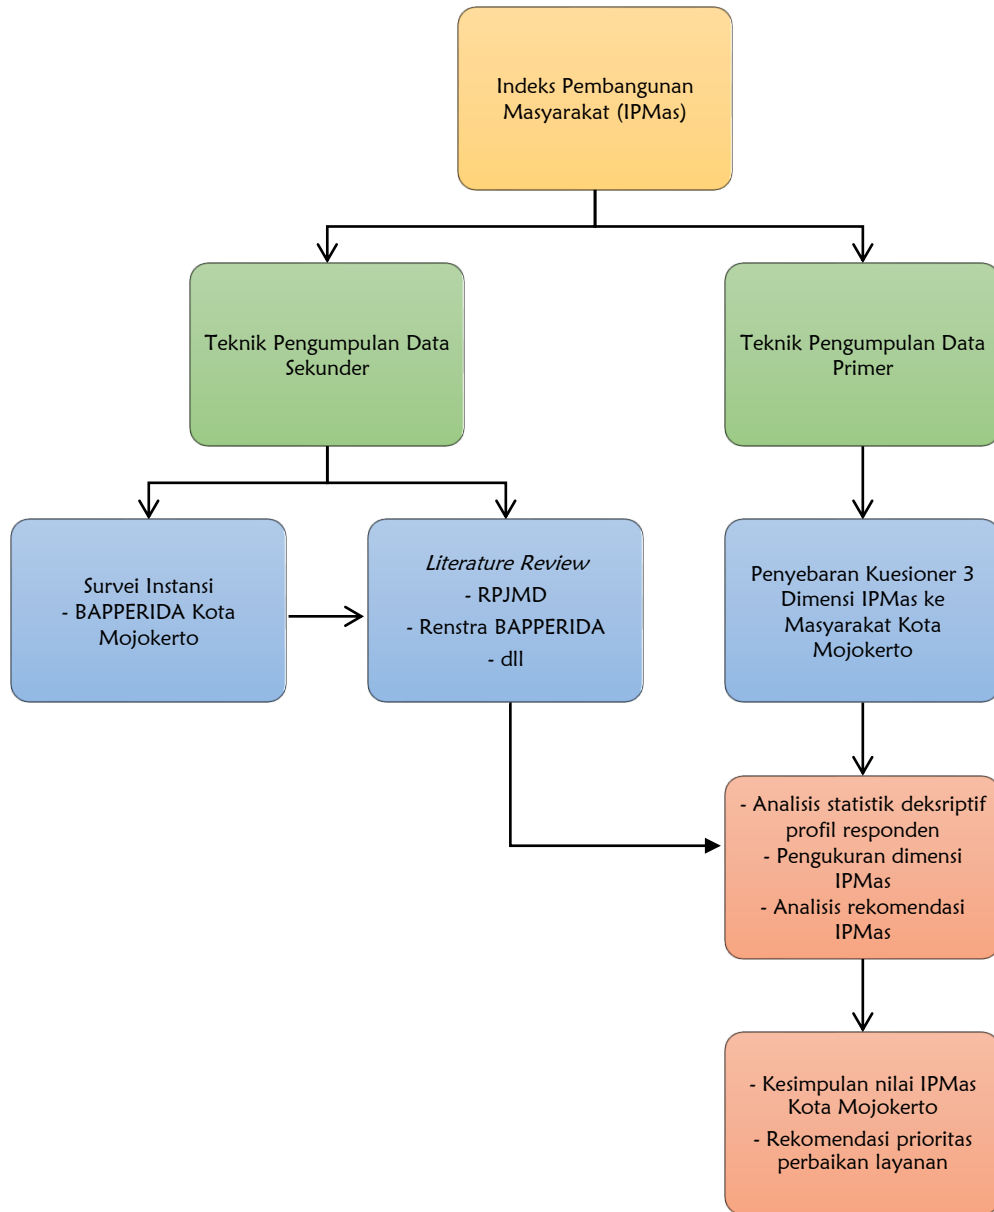 Indeks Pembangunan
Masyarakat (IPMas)
Teknik Pengumpulan Data
Sekunder
Teknik Pengumpulan Data
Primer
Survei Instansi
- BAPPERIDA Kota
Mojokerto
Literature Review
- RPJMD
- Renstra BAPPERIDA
- dll
Penyebaran Kuesioner 3
Dimensi IPMas ke
Masyarakat Kota
Mojokerto
- Analisis statistik deksriptif
profil responden
- Pengukuran dimensi
IPMas
- Analisis rekomendasi
IPMas
- Kesimpulan nilai IPMas
Kota Mojokerto
- Rekomendasi prioritas
perbaikan layanan